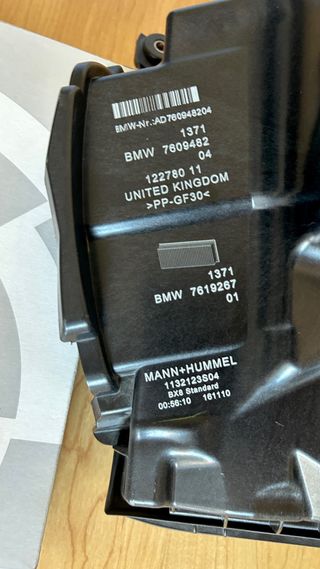 BMW-Nr.:AD760948204
1371
BMW 7609482
04
122780 11
UNITED KINGDOM
>PP-GF30<
1371
BMW 7619267
01
MANN+HUMMEL
1132123S04
BX8 Standard
00:56:10 161110